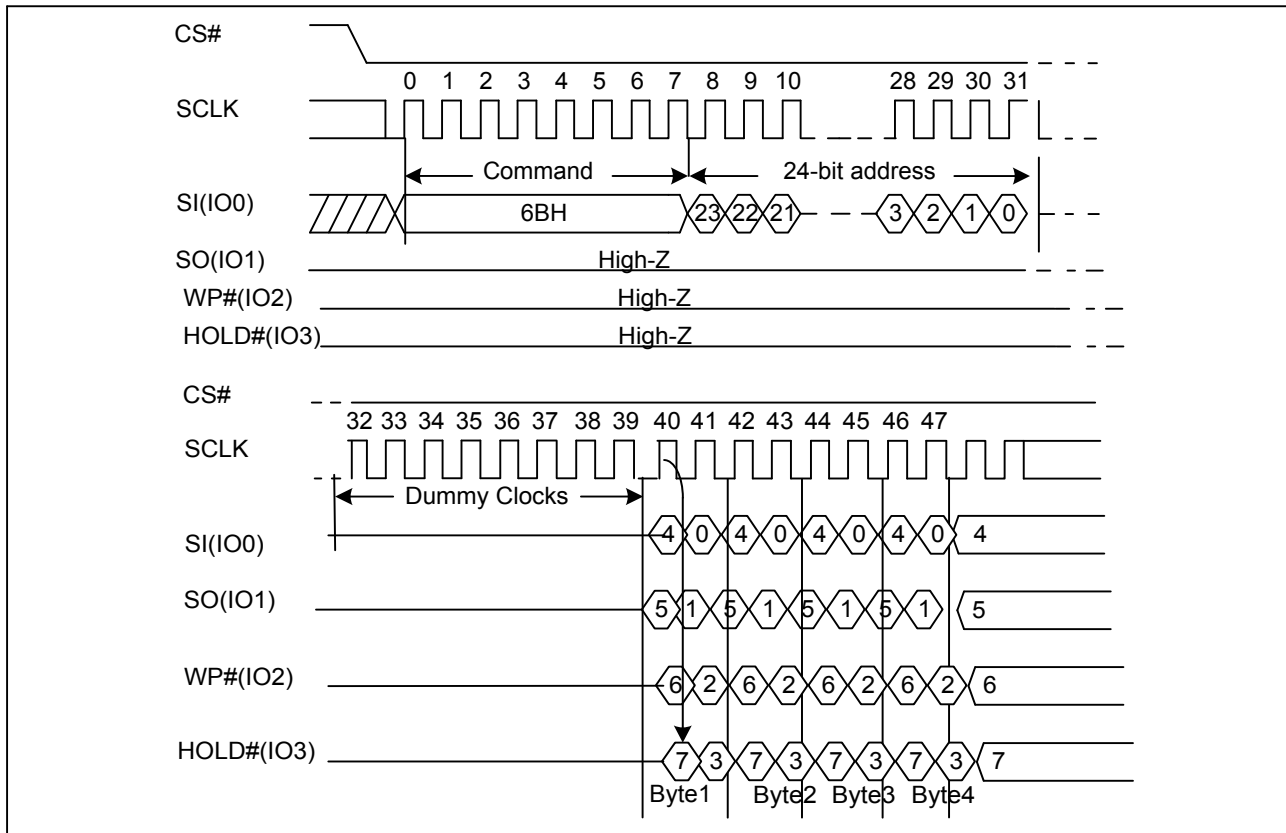 CS#
0 1 2 3 4 5 6 7 8 9 10 28 29 30 31
SCLK
Command 24-bit address
SI(IO0) 6BH 23 22 21 3 2 1 0
SO(IO1) High-Z
WP#(IO2) High-Z
HOLD#(IO3) High-Z
CS#
32 33 34 35 36 37 38 39 40 41 42 43 44 45 46 47
SCLK
Dummy Clocks
SI(IO0) 4 0 4 0 4 0 4 0 4
SO(IO1) 5 1 5 1 5 1 5 1 5
WP#(IO2) 6 2 6 2 6 2 6 2 6
HOLD#(IO3) 7 3 7 3 7 3 7 3 7
Byte1 Byte2 Byte3 Byte4